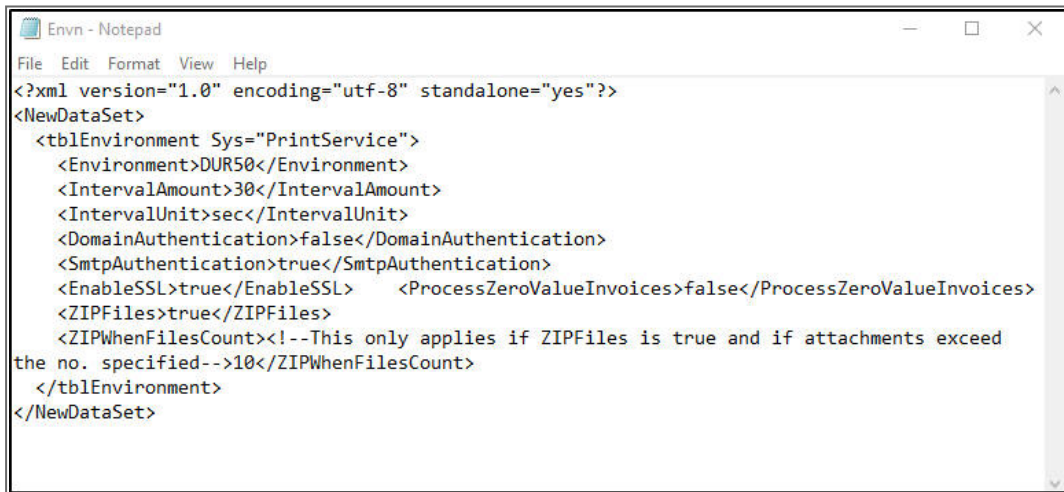 Envn - Notepad
File Edit Format View Help
<?xml version="1.0" encoding="utf-8" standalone="yes"?>
<NewDataSet>
  <tblEnvironment Sys="PrintService">
    <Environment>DUR50</Environment>
    <IntervalAmount>30</IntervalAmount>
    <IntervalUnit>sec</IntervalUnit>
    <DomainAuthentication>false</DomainAuthentication>
    <SmtpAuthentication>true</SmtpAuthentication>
    <EnableSSL>true</EnableSSL>    <ProcessZeroValueInvoices>false</ProcessZeroValueInvoices>
    <ZIPFiles>true</ZIPFiles>
    <ZIPWhenFilesCount><!--This only applies if ZIPFiles is true and if attachments exceed
the no. specified-->10</ZIPWhenFilesCount>
  </tblEnvironment>
</NewDataSet>